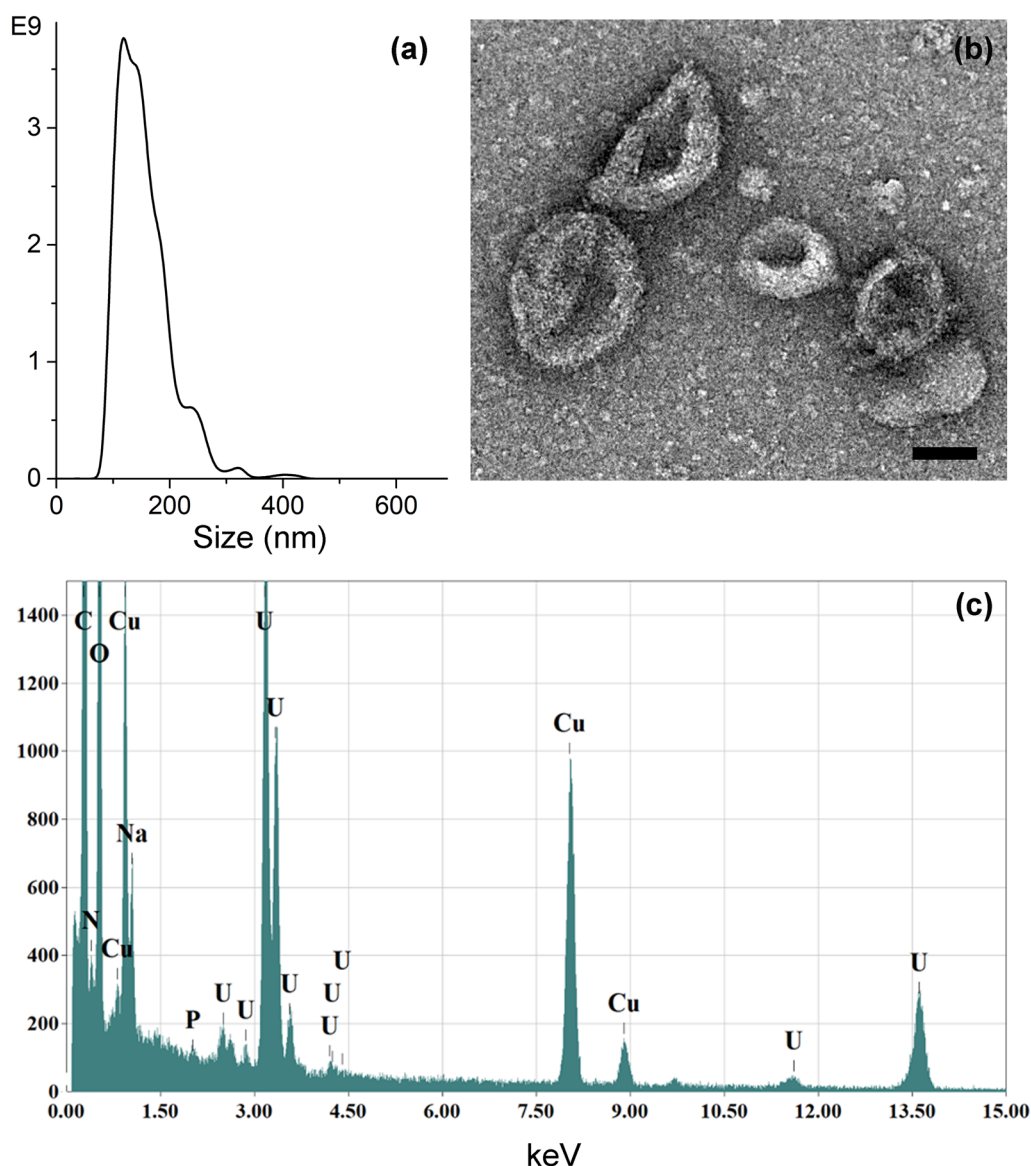 E9
(a)
(b)
3
2
1
0
0 200 400 600
Size (nm)
(c)
1400
1200
1000
800
600
400
200
0
C Cu U
O
U
Cu
Na
N
Cu
U
U
U U
P U U U
Cu
U
U
0.00 1.50 3.00 4.50 6.00 7.50 9.00 10.50 12.00 13.50 15.00
keV